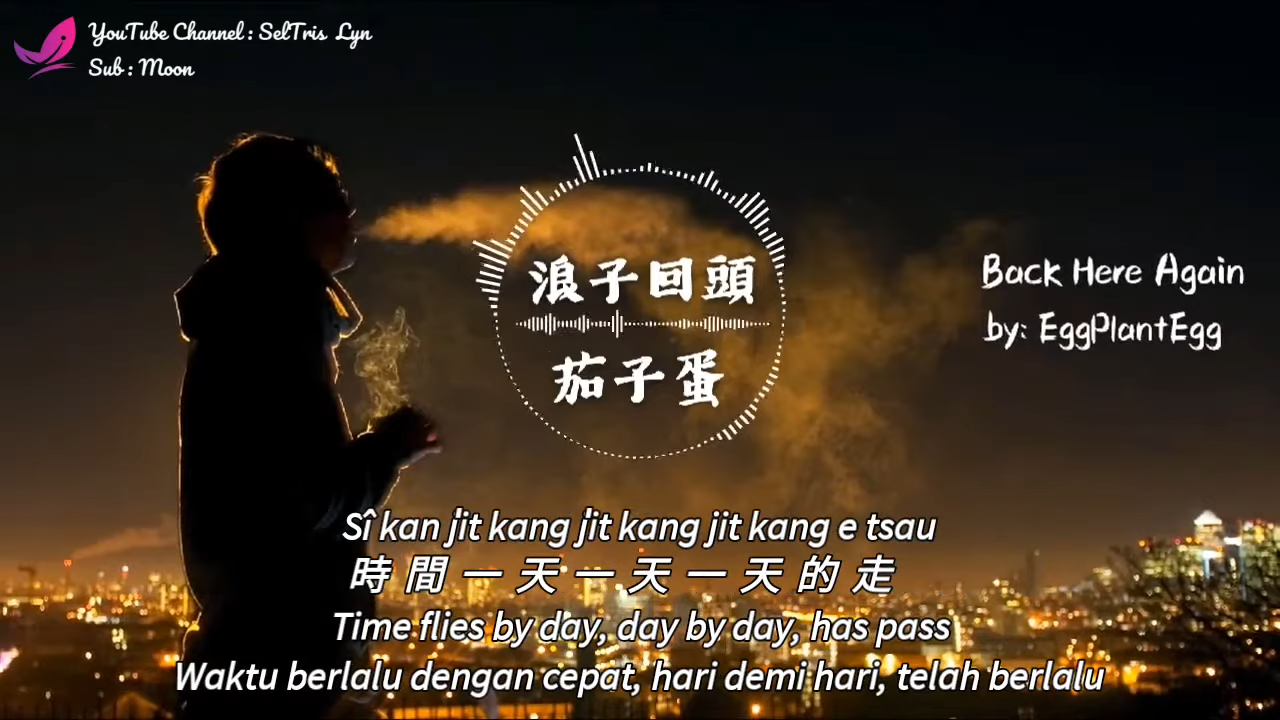 YouTube Channel : SelTris Lyn
Sub : Moon
浪子回頭
茄子蛋
Back Here Again
by: EggPlantEgg
Sî kan ji̍t kang ji̍t kang ji̍t kang e tsau
時間一天一天一天的走
Time flies by day, day by day, has pass
Waktu berlalu dengan cepat, hari demi hari, telah berlalu